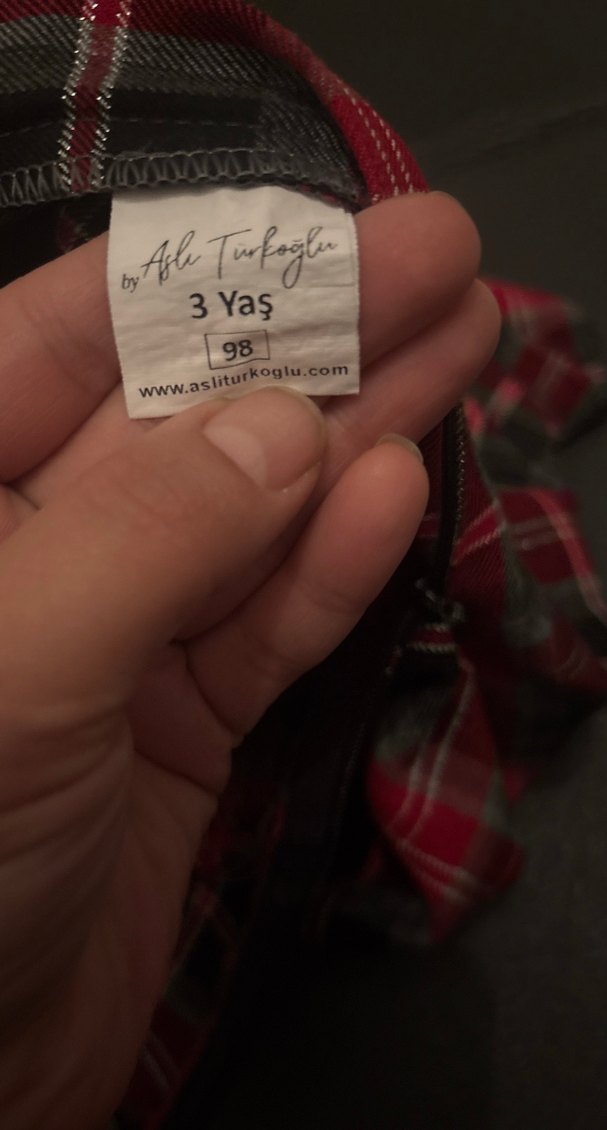 by Aslı Türkoğlu
3 Yaş
98
www.asliturkoglu.com